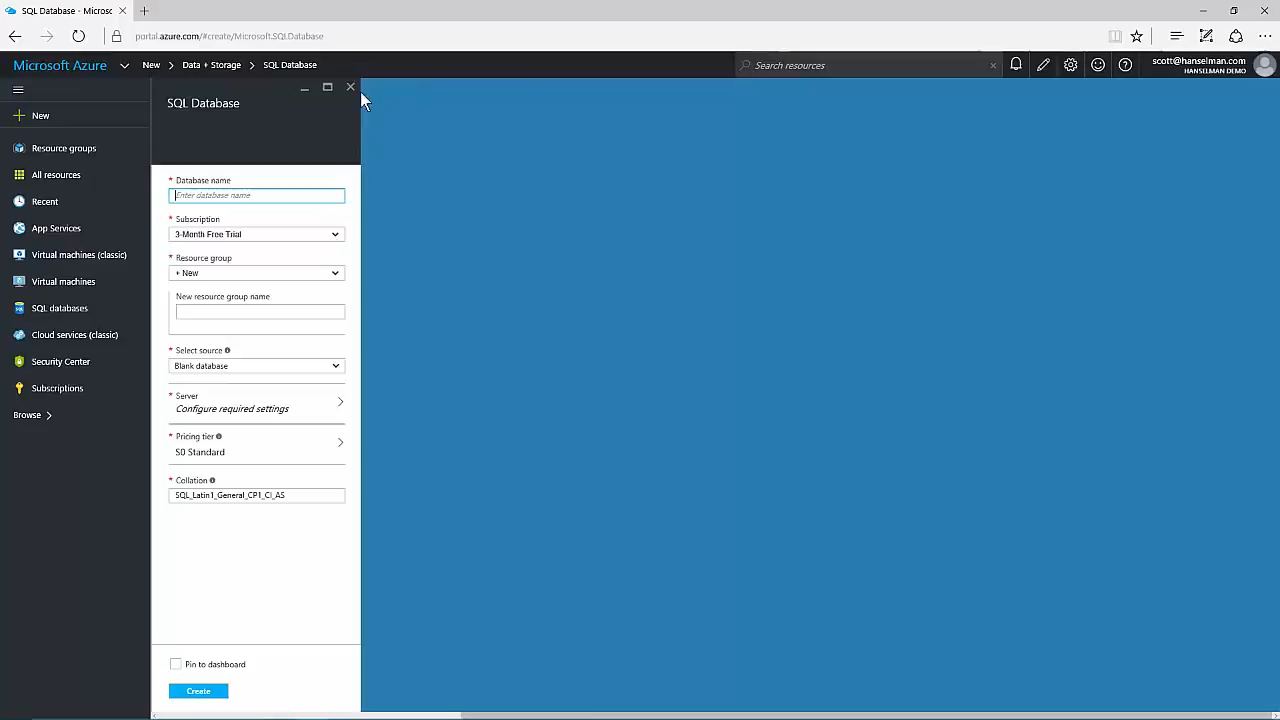 SQL Database - Microsc
portal.azure.com/#create/Microsoft.SQLDatabase
Microsoft Azure New Data + Storage SQL Database Search resources scott@hanselman.com
HANSELMAN DEMO
SQL Database
New
Resource groups
All resources
Recent
App Services
Virtual machines (classic)
Virtual machines
SQL databases
Cloud services (classic)
Security Center
Subscriptions
Browse
* Database name
Enter database name
* Subscription
3-Month Free Trial
* Resource group
+ New
New resource group name
* Select source
Blank database
* Server
Configure required settings
* Pricing tier
S0 Standard
* Collation
SQL_Latin1_General_CP1_CI_AS
Pin to dashboard
Create